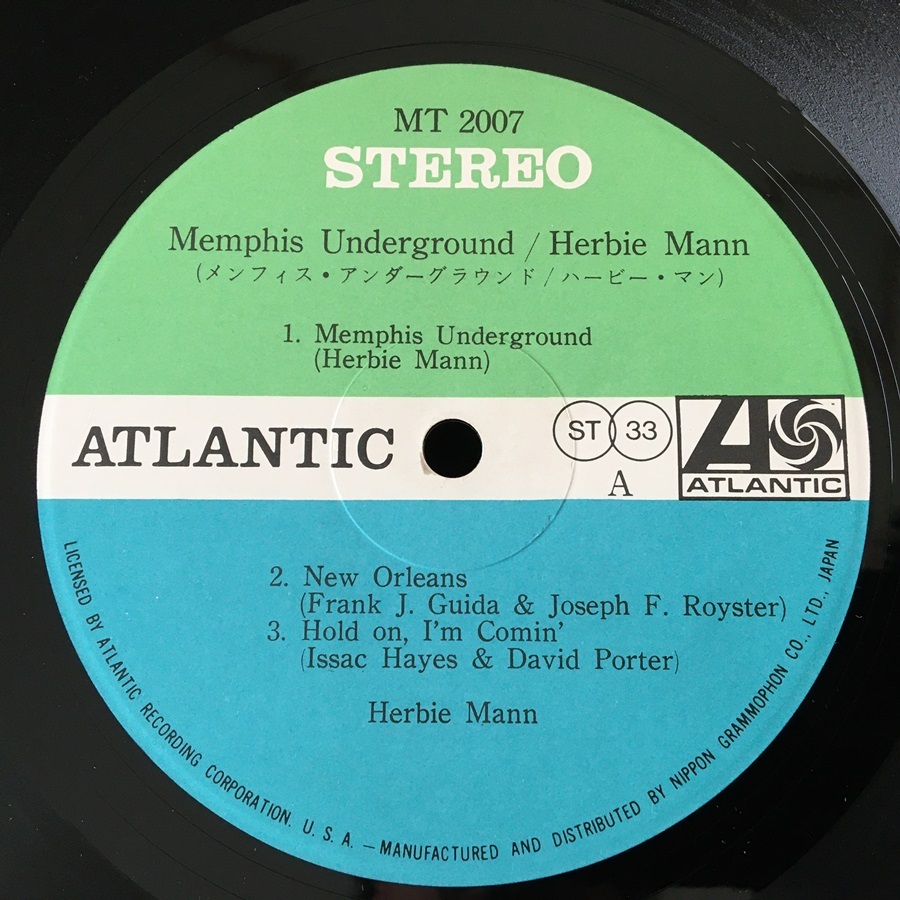 MT 2007
STEREO
Memphis Underground / Herbie Mann
(メンフィス・アンダーグラウンド/ハービー・マン)
1. Memphis Underground
(Herbie Mann)
ATLANTIC
ST 33
A
ATLANTIC
2. New Orleans
(Frank J. Guida & Joseph F. Royster)
3. Hold on, I'm Comin'
(Issac Hayes & David Porter)
Herbie Mann
LICENSED BY ATLANTIC RECORDING CORPORATION. U. S. A. — MANUFACTURED AND DISTRIBUTED BY NIPPON GRAMMOPHON CO., LTD., JAPAN